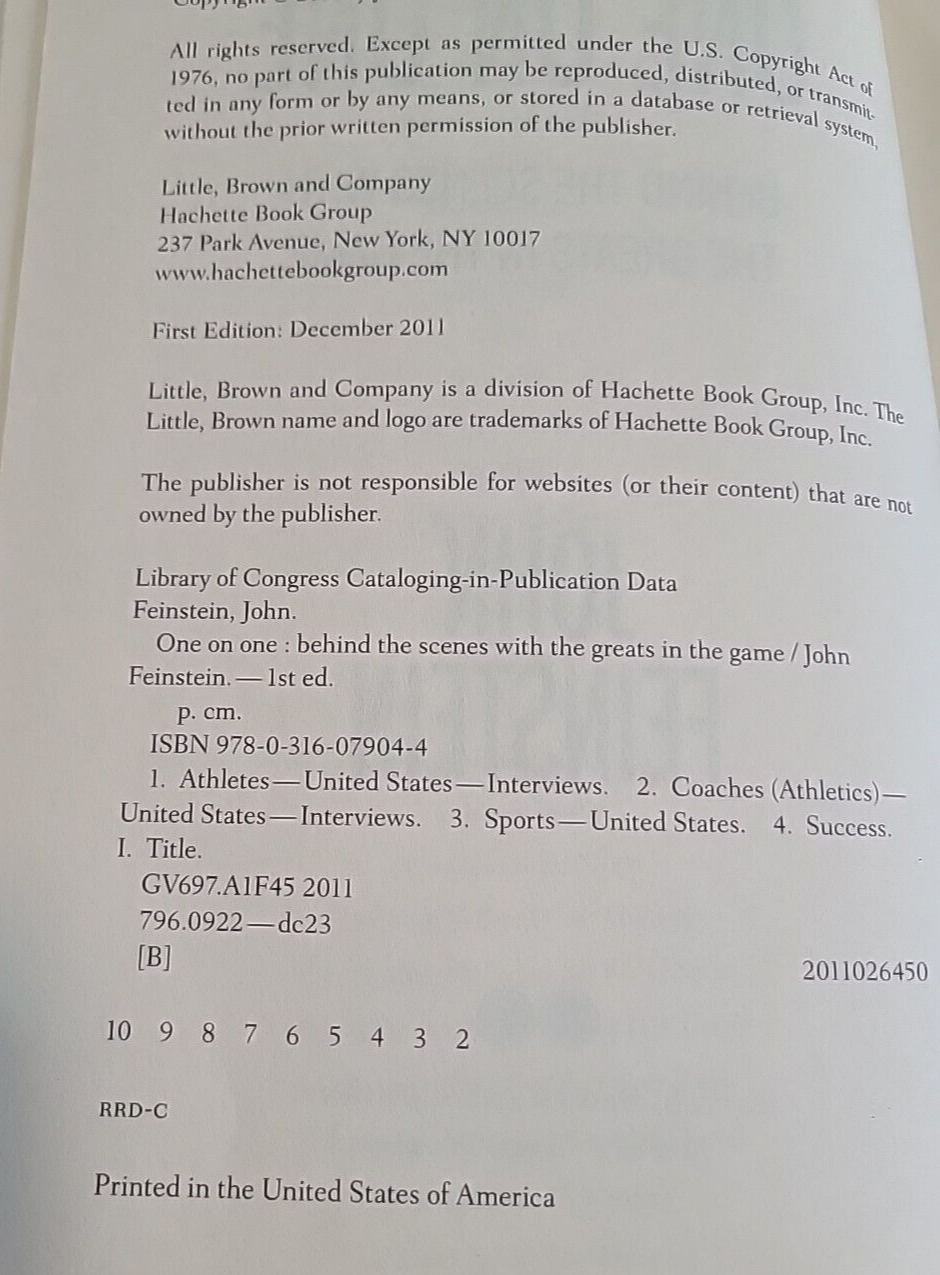 All rights reserved. Except as permitted under the U.S. Copyright Act of
1976, no part of this publication may be reproduced, distributed, or transmit-
ted in any form or by any means, or stored in a database or retrieval system,
without the prior written permission of the publisher.
Little, Brown and Company
Hachette Book Group
237 Park Avenue, New York, NY 10017
www.hachettebookgroup.com
First Edition: December 2011
Little, Brown and Company is a division of Hachette Book Group, Inc. The
Little, Brown name and logo are trademarks of Hachette Book Group, Inc.
The publisher is not responsible for websites (or their content) that are not
owned by the publisher.
Library of Congress Cataloging-in-Publication Data
Feinstein, John.
One on one : behind the scenes with the greats in the game / John
Feinstein. — 1st ed.
p. cm.
ISBN 978-0-316-07904-4
1. Athletes—United States—Interviews. 2. Coaches (Athletics)—
United States—Interviews. 3. Sports—United States. 4. Success.
I. Title.
GV697.A1F45 2011
796.0922—dc23
[B]
2011026450
10 9 8 7 6 5 4 3 2
RRD-C
Printed in the United States of America